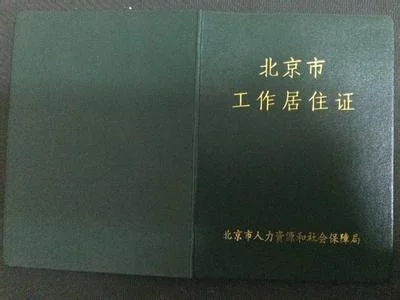 北京市
工作居住证
北京市人力资源和社会保障局